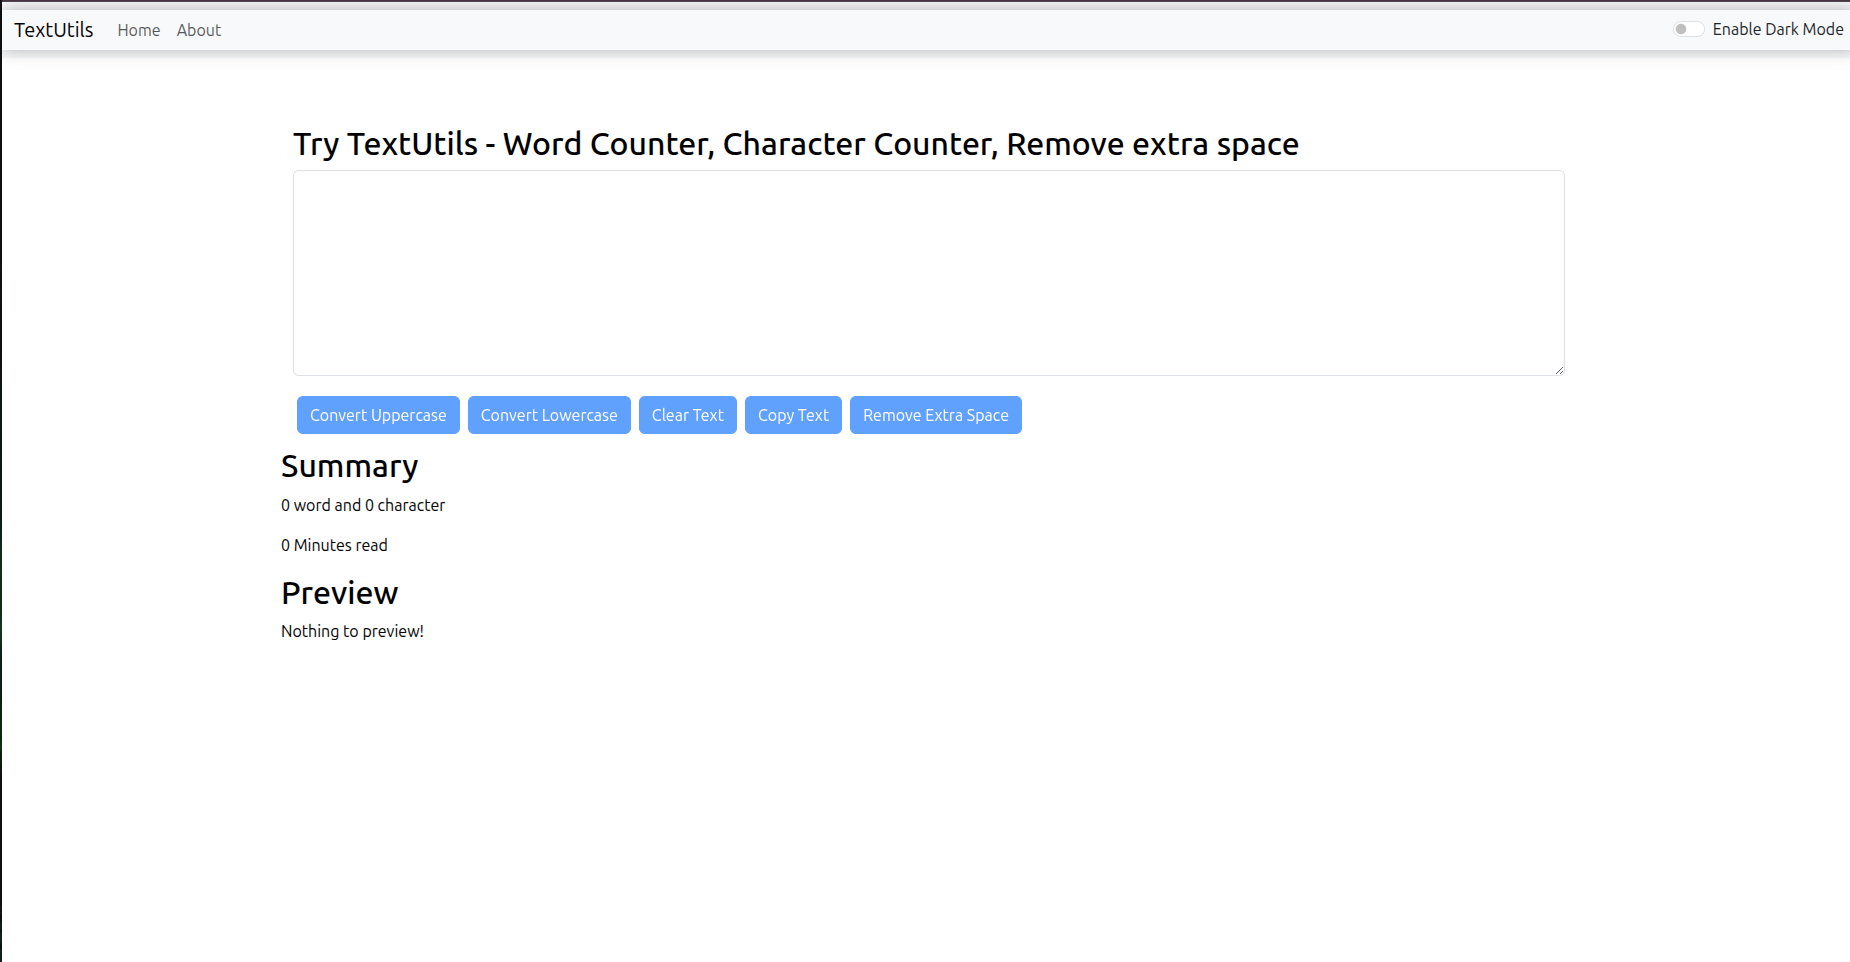 TextUtils Home About Enable Dark Mode
Try TextUtils - Word Counter, Character Counter, Remove extra space
Convert Uppercase Convert Lowercase Clear Text Copy Text Remove Extra Space
Summary
0 word and 0 character
0 Minutes read
Preview
Nothing to preview!